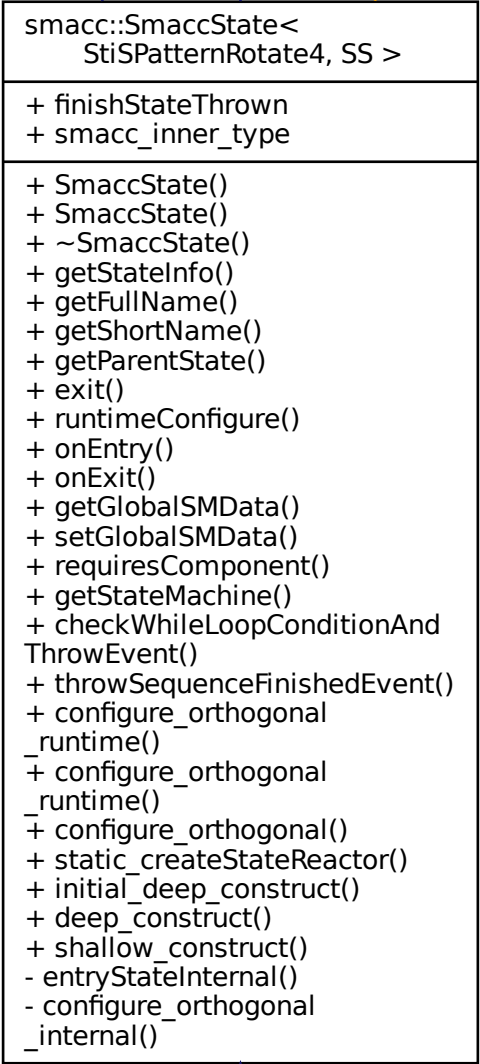 smacc::SmaccState<
StiSPatternRotate4, SS >
+ finishStateThrown
+ smacc_inner_type
+ SmaccState()
+ SmaccState()
+ ~SmaccState()
+ getStateInfo()
+ getFullName()
+ getShortName()
+ getParentState()
+ exit()
+ runtimeConfigure()
+ onEntry()
+ onExit()
+ getGlobalSMData()
+ setGlobalSMData()
+ requiresComponent()
+ getStateMachine()
+ checkWhileLoopConditionAnd
ThrowEvent()
+ throwSequenceFinishedEvent()
+ configure_orthogonal
_runtime()
+ configure_orthogonal
_runtime()
+ configure_orthogonal()
+ static_createStateReactor()
+ initial_deep_construct()
+ deep_construct()
+ shallow_construct()
- entryStateInternal()
- configure_orthogonal
_internal()